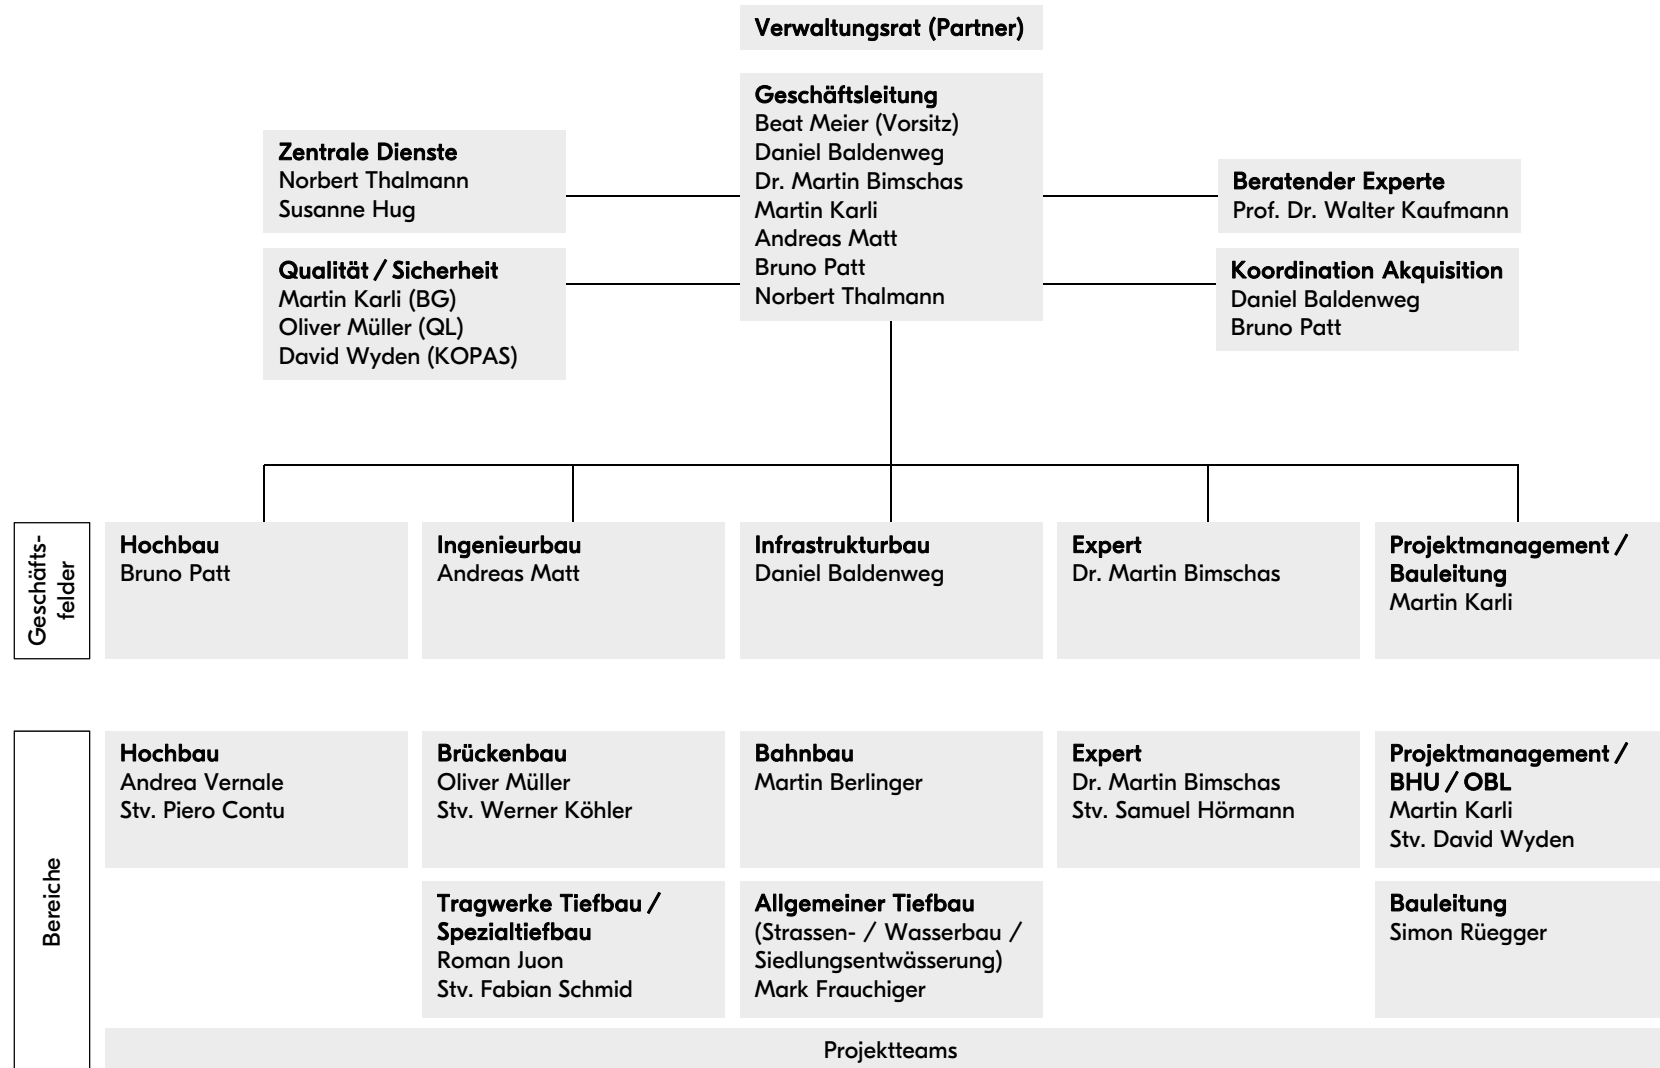 Verwaltungsrat (Partner)
Geschäftsleitung
Beat Meier (Vorsitz)
Daniel Baldenweg
Dr. Martin Bimschas
Martin Karli
Andreas Matt
Bruno Patt
Norbert Thalmann
Zentrale Dienste
Norbert Thalmann
Susanne Hug
Qualität / Sicherheit
Martin Karli (BG)
Oliver Müller (QL)
David Wyden (KOPAS)
Beratender Experte
Prof. Dr. Walter Kaufmann
Koordination Akquisition
Daniel Baldenweg
Bruno Patt
Geschäfts-
felder
Hochbau
Bruno Patt
Ingenieurbau
Andreas Matt
Infrastrukturbau
Daniel Baldenweg
Expert
Dr. Martin Bimschas
Projektmanagement /
Bauleitung
Martin Karli
Bereiche
Hochbau
Andrea Vernale
Stv. Piero Contu
Brückenbau
Oliver Müller
Stv. Werner Köhler
Bahnbau
Martin Berlinger
Expert
Dr. Martin Bimschas
Stv. Samuel Hörmann
Projektmanagement /
BHU / OBL
Martin Karli
Stv. David Wyden
Tragwerke Tiefbau /
Spezialtiefbau
Roman Juon
Stv. Fabian Schmid
Allgemeiner Tiefbau
(Strassen- / Wasserbau /
Siedlungsentwässerung)
Mark Frauchiger
Bauleitung
Simon Rüegger
Projektteams